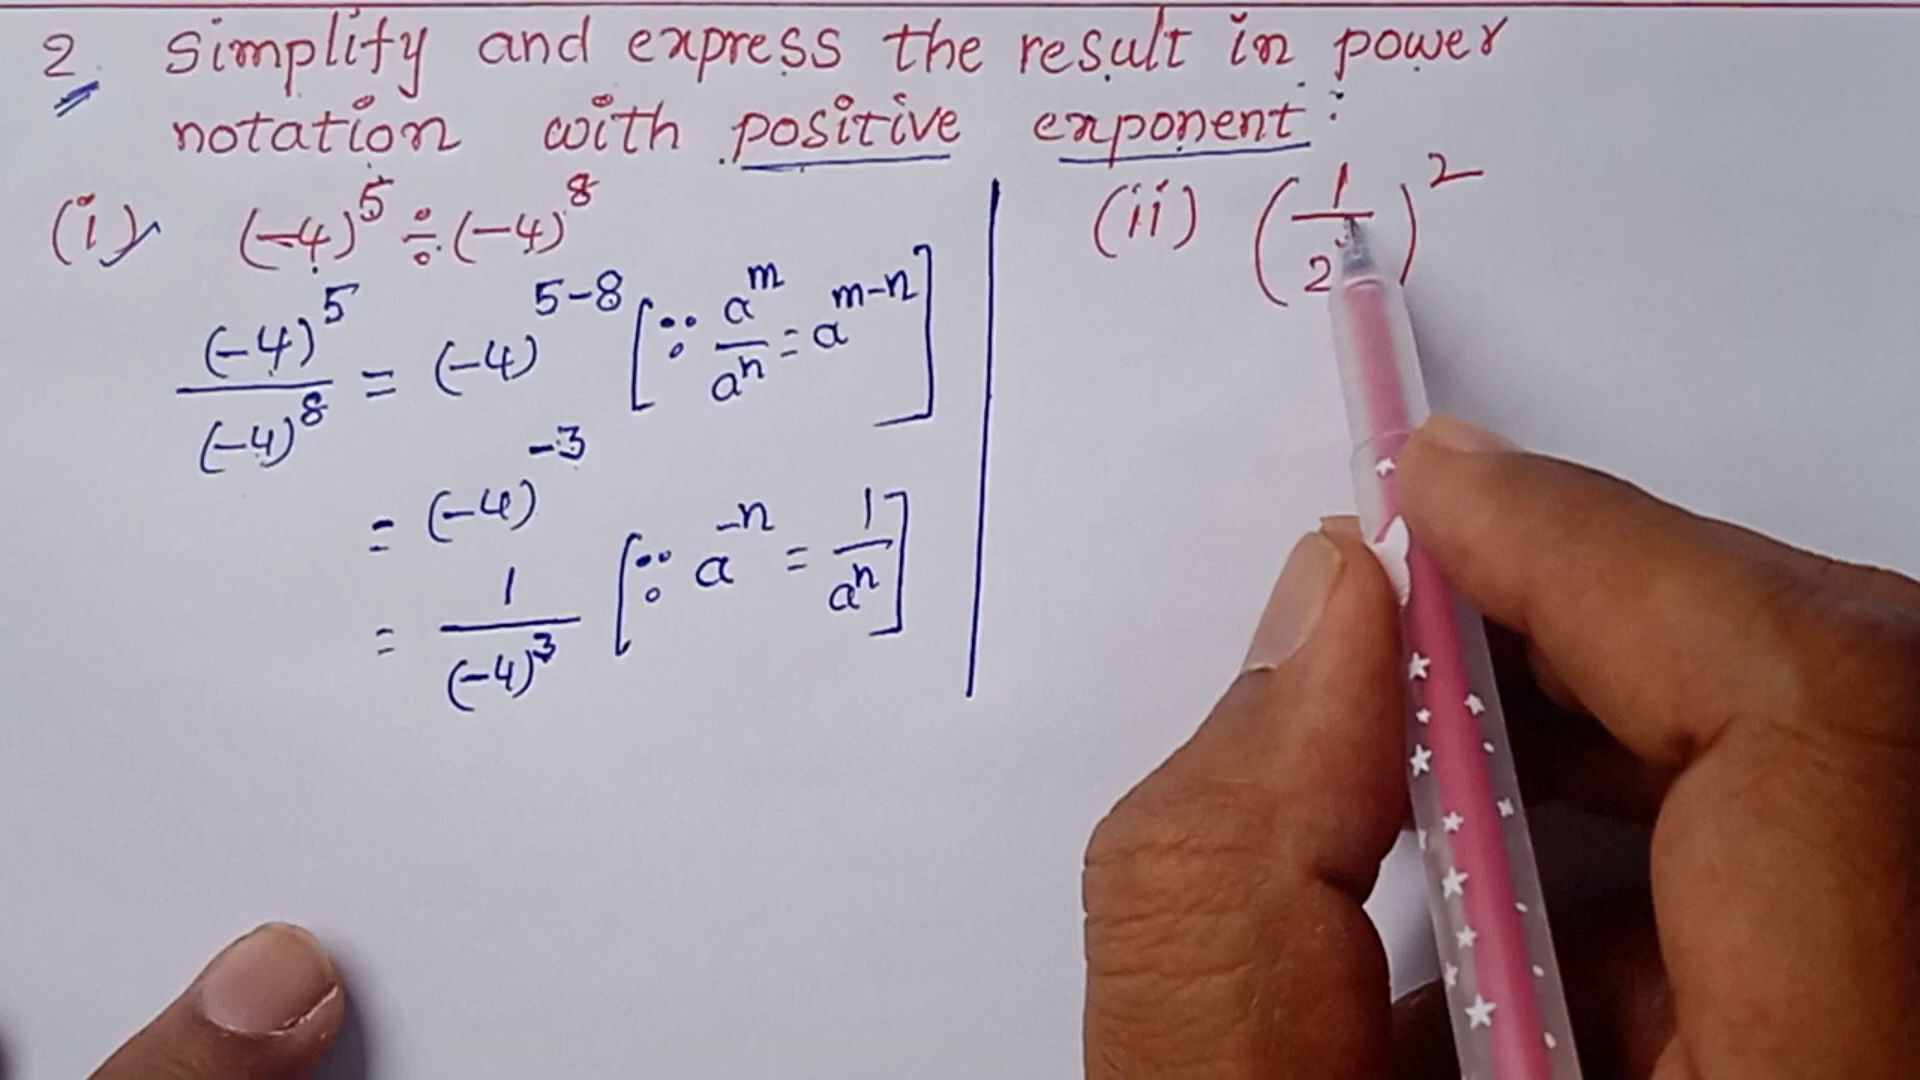 2. Simplify and express the result in power
notation with positive exponent:
(i) (-4)^5 ÷ (-4)^8
(-4)^5 / (-4)^8 = (-4)^{5-8} [∵ a^m / a^n = a^{m-n}]
= (-4)^{-3}
= 1 / (-4)^3 [∵ a^{-n} = 1 / a^n]
(ii) (1 / 2^3)^2